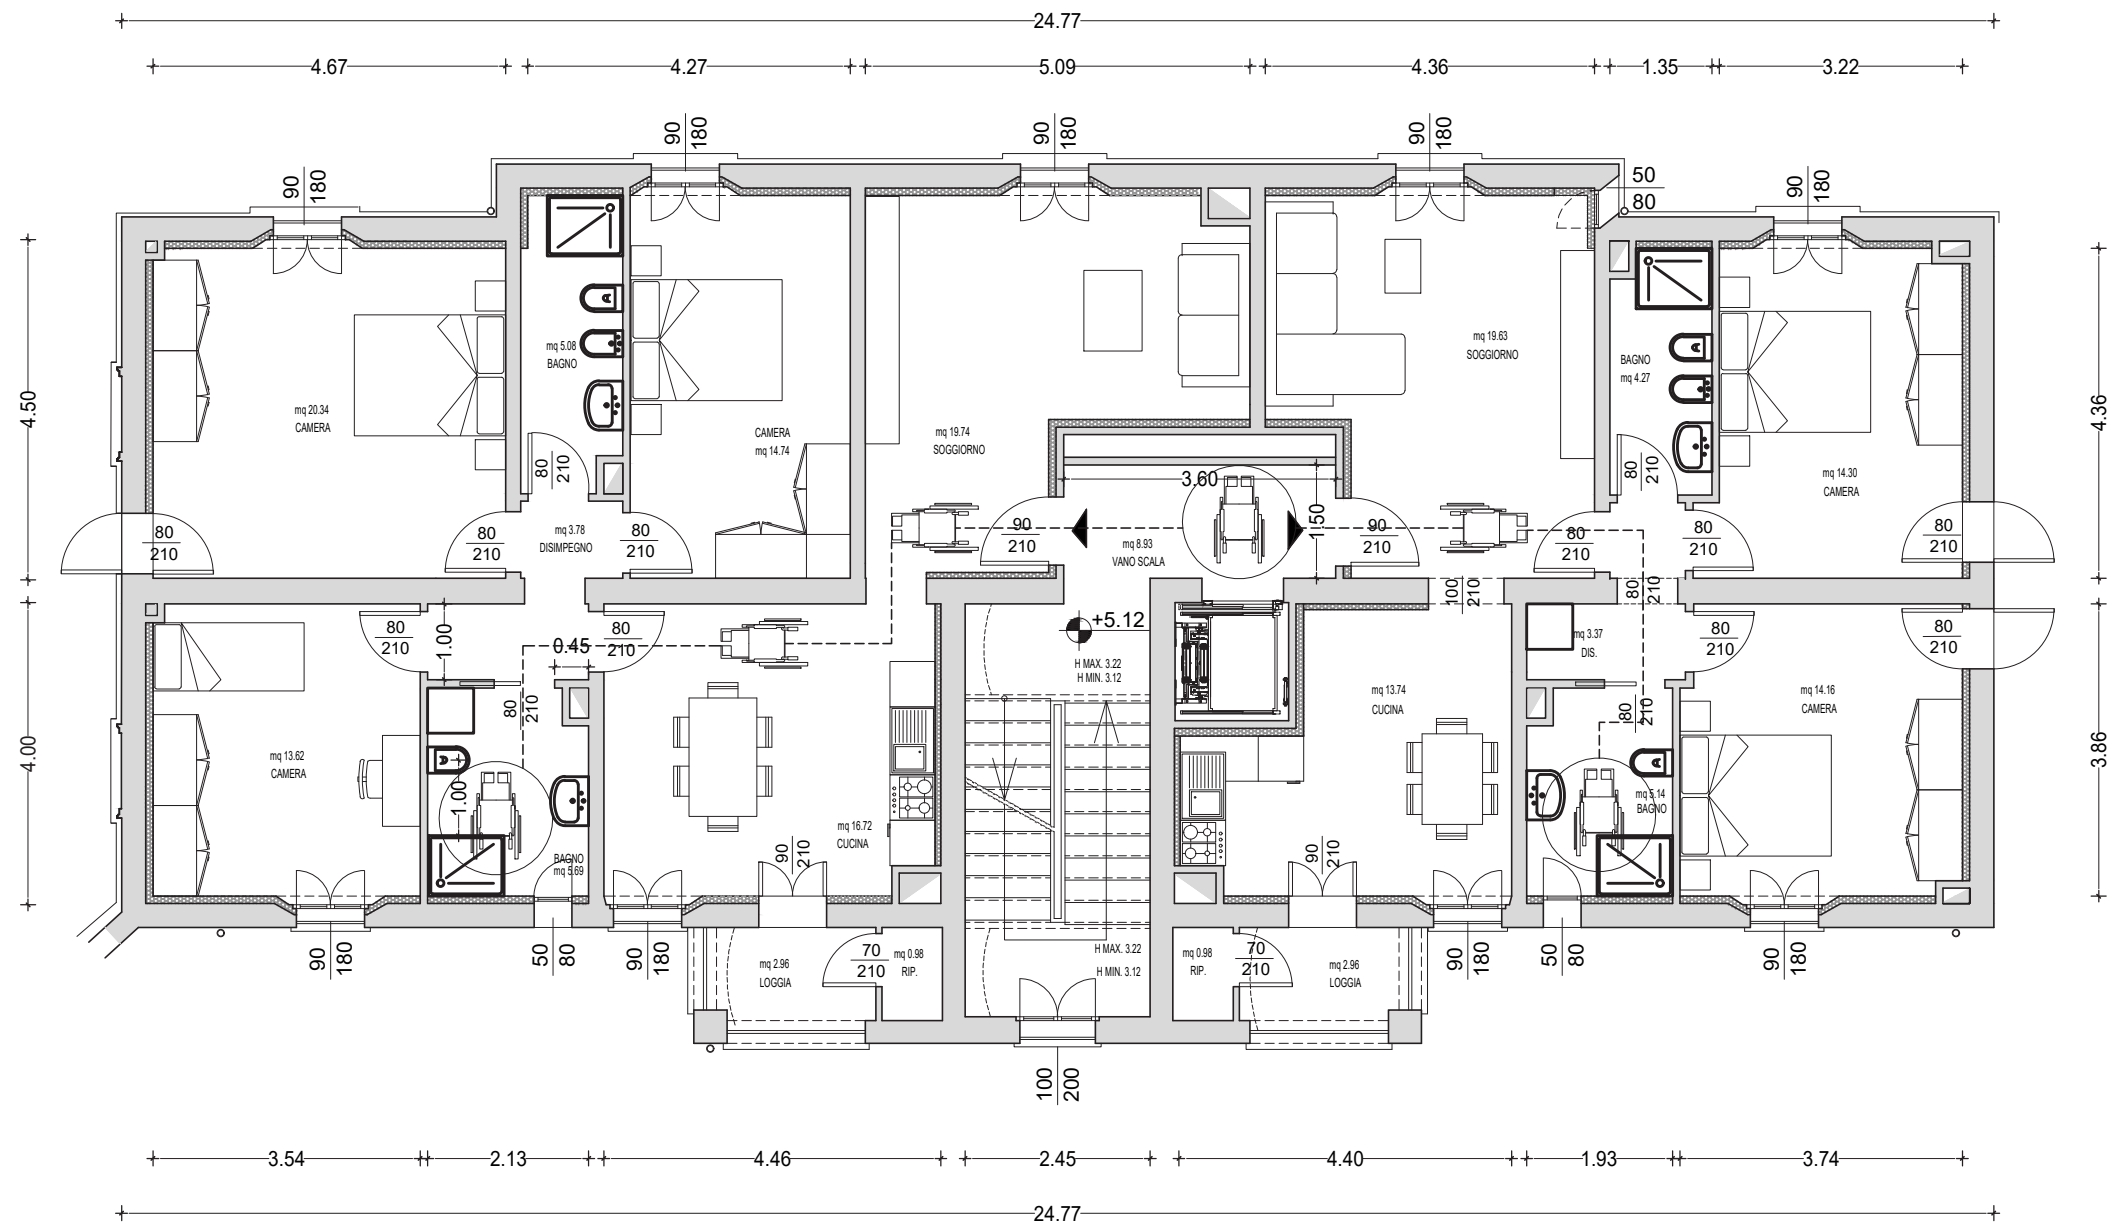 24.77
4.67
4.27
5.09
4.36
1.35
3.22
90
180
90
180
90
180
90
180
50
80
90
180
4.50
4.36
mq 20.34
CAMERA
mq 5.08
BAGNO
CAMERA
mq 14.74
mq 19.74
SOGGIORNO
mq 19.63
SOGGIORNO
BAGNO
mq 4.27
mq 14.30
CAMERA
80
210
80
210
80
210
mq 3.78
DISIMPEGNO
80
210
90
210
3.60
1.50
mq 8.93
VANO SCALA
90
210
80
210
80
210
80
210
80
210
4.00
3.86
80
210
1.00
0.45
80
210
80
210
+5.12
H MAX. 3.22
H MIN. 3.12
100
210
80
210
mq 3.37
DIS.
80
210
80
210
80
210
mq 13.62
CAMERA
1.00
BAGNO
mq 5.69
mq 16.72
CUCINA
90
210
mq 13.74
CUCINA
90
210
mq 5.14
BAGNO
mq 14.16
CAMERA
90
180
50
80
90
180
mq 2.96
LOGGIA
70
210
mq 0.98
RIP.
H MAX. 3.22
H MIN. 3.12
mq 0.98
RIP.
70
210
mq 2.96
LOGGIA
90
180
50
80
90
180
100
200
3.54
2.13
4.46
2.45
4.40
1.93
3.74
24.77